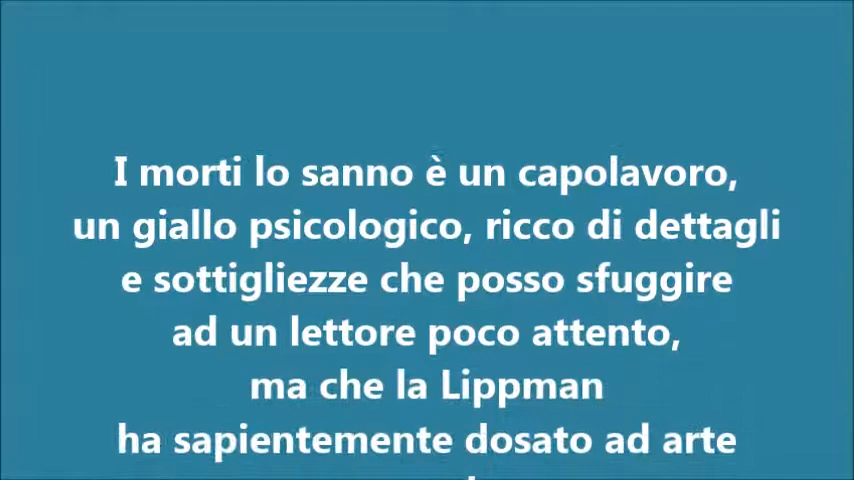 I morti lo sanno è un capolavoro,
un giallo psicologico, ricco di dettagli
e sottigliezze che posso sfuggire
ad un lettore poco attento,
ma che la Lippman
ha sapientemente dosato ad arte